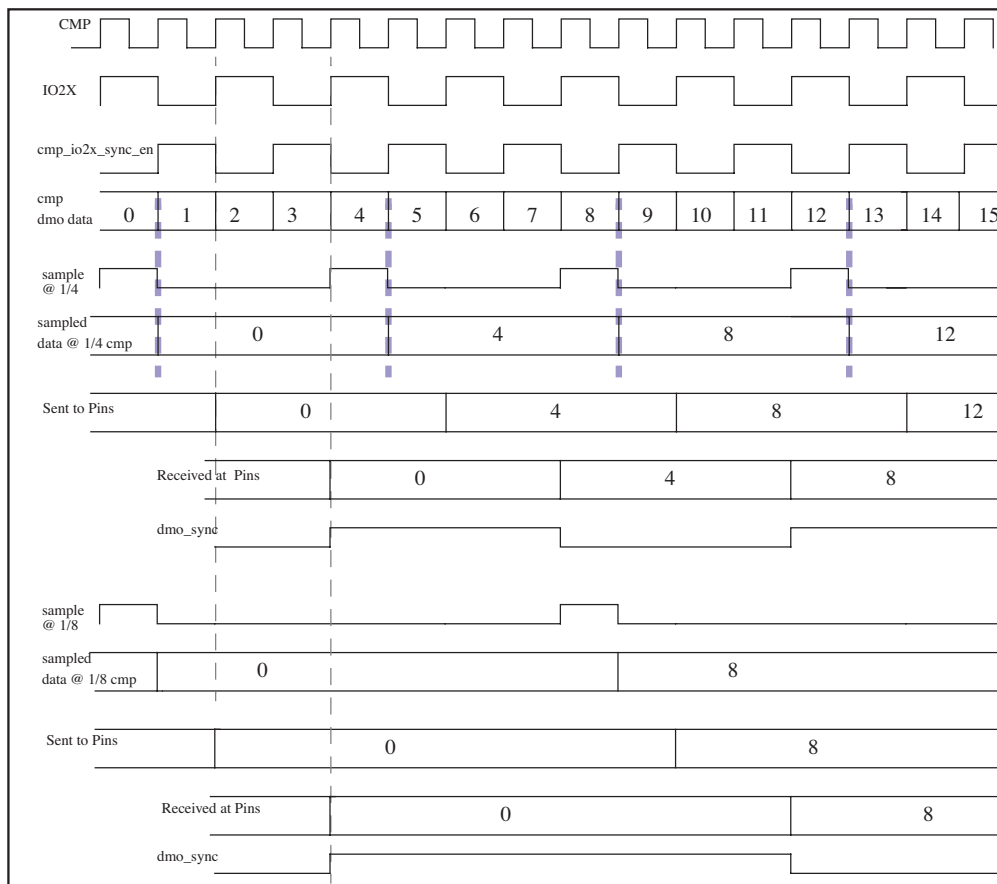 CMP
IO2X
cmp_io2x_sync_en
cmp
dmo data
0 1 2 3 4 5 6 7 8 9 10 11 12 13 14 15
sample
@ 1/4
sampled
data @ 1/4 cmp
0 4 8 12
Sent to Pins
0 4 8 12
Received at Pins
0 4 8
dmo_sync
sample
@ 1/8
sampled
data @ 1/8 cmp
0 8
Sent to Pins
0 8
Received at Pins
0 8
dmo_sync